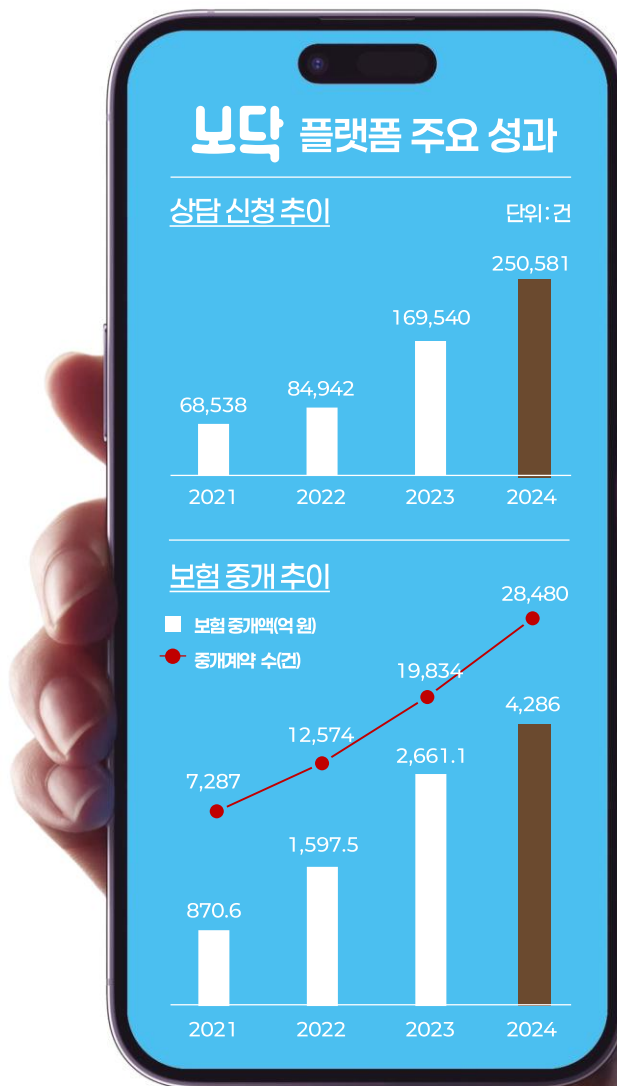 보닥 플랫폼 주요 성과
상담 신청 추이 단위:건
250,581
169,540
84,942
68,538
2021 2022 2023 2024
보험 중개 추이
28,480
보험 중개액(억 원)
중개계약 수(건)
19,834
4,286
12,574
2,661.1
7,287
1,597.5
870.6
2021 2022 2023 2024